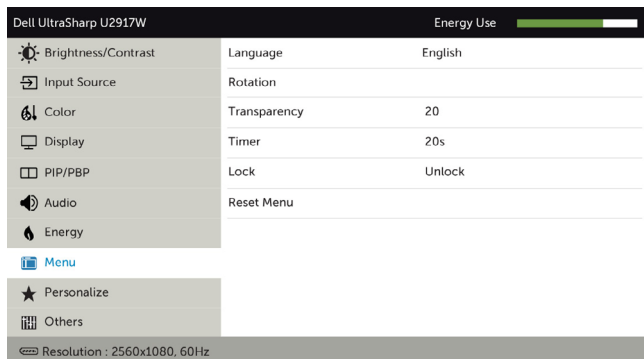 Dell UltraSharp U2917W Energy Use
Brightness/Contrast Language English
Input Source Rotation
Color Transparency 20
Display Timer 20s
PIP/PBP Lock Unlock
Audio Reset Menu
Energy
Menu
Personalize
Others
Resolution : 2560x1080, 60Hz